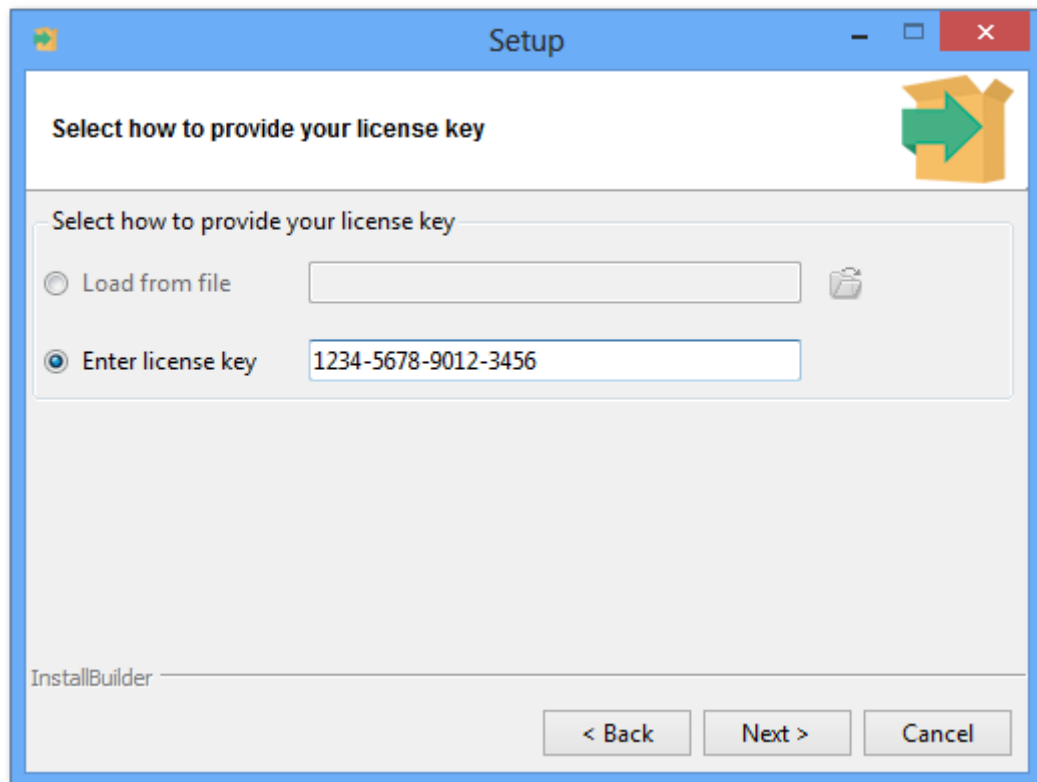 Setup
Select how to provide your license key
Select how to provide your license key
Load from file
Enter license key 1234-5678-9012-3456
InstallBuilder
< Back Next > Cancel